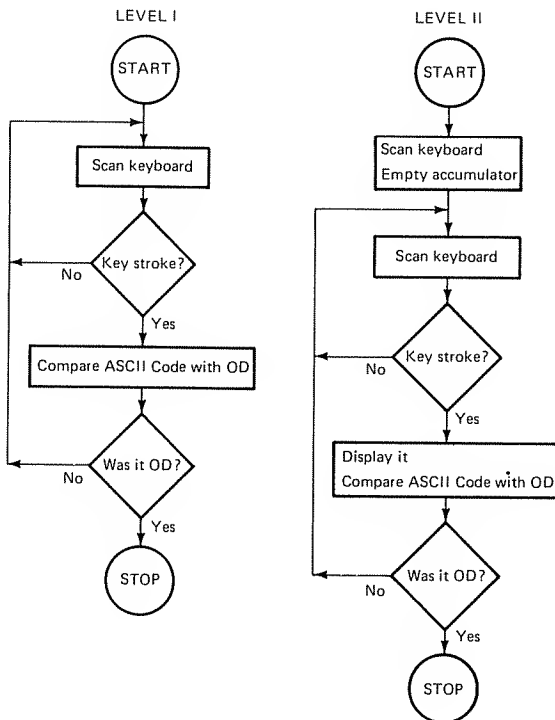 LEVEL I
START
Scan keyboard
Key stroke?
No
Yes
Compare ASCII Code with OD
Was it OD?
No
Yes
STOP
LEVEL II
START
Scan keyboard
Empty accumulator
Scan keyboard
Key stroke?
No
Yes
Display it
Compare ASCII Code with OD
Was it OD?
No
Yes
STOP